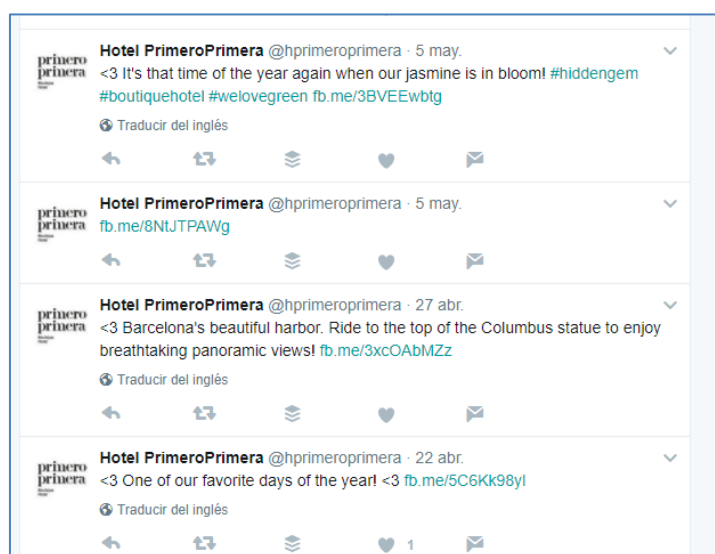 primero
primera
Hotel PrimeroPrimera @hprimeroprimera · 5 may.
<3 It's that time of the year again when our jasmine is in bloom! #hiddengem
#boutiquehotel #welovegreen fb.me/3BVEEwbtg
Traducir del inglés
primero
primera
Hotel PrimeroPrimera @hprimeroprimera · 5 may.
fb.me/8NtJTPAWg
primero
primera
Hotel PrimeroPrimera @hprimeroprimera · 27 abr.
<3 Barcelona's beautiful harbor. Ride to the top of the Columbus statue to enjoy
breathtaking panoramic views! fb.me/3xcOAbMZz
Traducir del inglés
primero
primera
Hotel PrimeroPrimera @hprimeroprimera · 22 abr.
<3 One of our favorite days of the year! <3 fb.me/5C6Kk98yl
Traducir del inglés
1